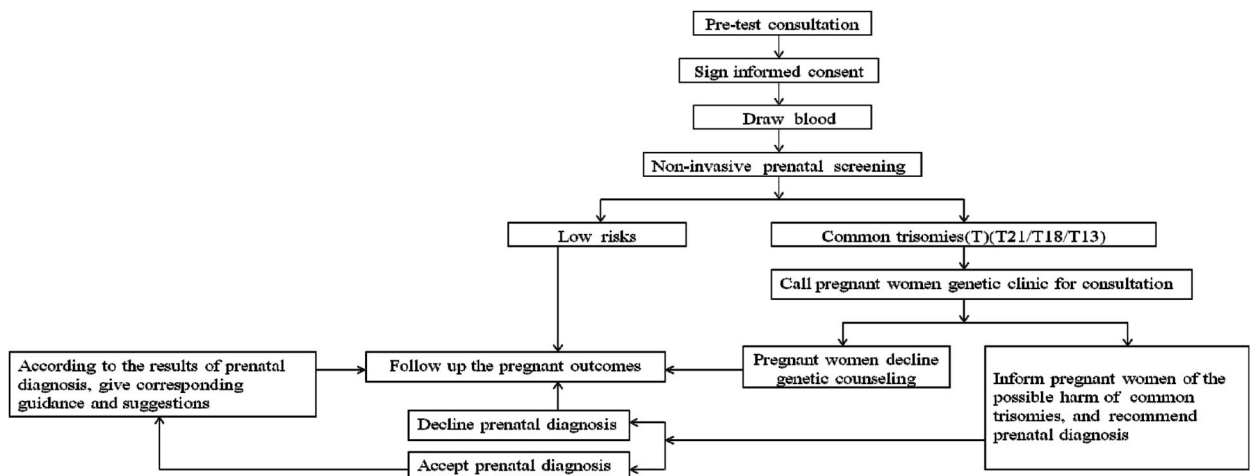 Pre-test consultation
Sign informed consent
Draw blood
Non-invasive prenatal screening
Low risks
Common trisomies(T)(T21/T18/T13)
Call pregnant women genetic clinic for consultation
According to the results of prenatal
diagnosis, give corresponding
guidance and suggestions
Follow up the pregnant outcomes
Pregnant women decline
genetic counseling
Inform pregnant women of the
possible harm of common
trisomies, and recommend
prenatal diagnosis
Decline prenatal diagnosis
Accept prenatal diagnosis